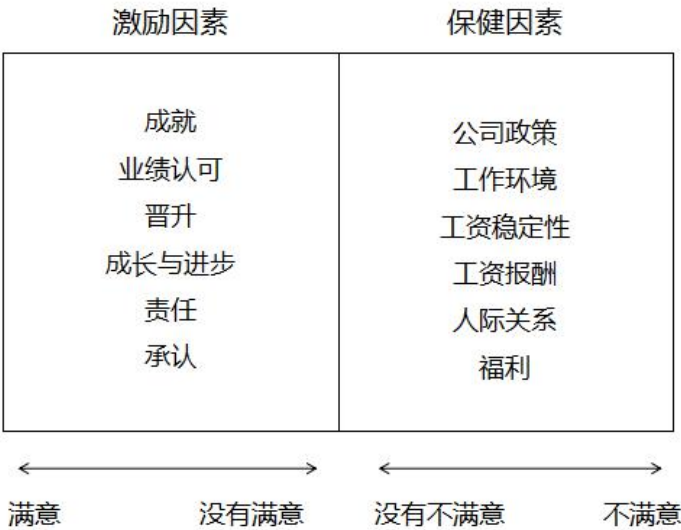 激励因素
保健因素
成就
业绩认可
晋升
成长与进步
责任
承认
公司政策
工作环境
工资稳定性
工资报酬
人际关系
福利
满意
没有满意
没有不满意
不满意